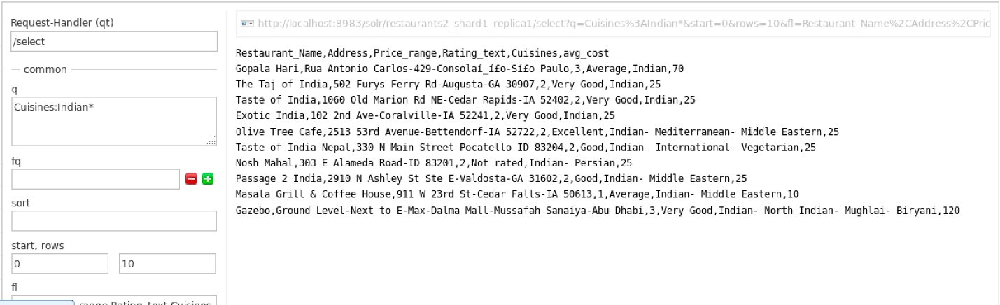 Request-Handler (qt)
/select
common
q
Cuisines:Indian*
fq
sort
start, rows
0
10
fl
range,Rating_text,Cuisines
http://localhost:8983/solr/restaurants2_shard1_replica1/select?q=Cuisines%3AIndian*&start=0&rows=10&fl=Restaurant_Name%2CAddress%2CPric
Restaurant_Name,Address,Price_range,Rating_text,Cuisines,avg_cost
Gopala Hari,Rua Antonio Carlos-429-Consolaí_í£o-Sí£o Paulo,3,Average,Indian,70
The Taj of India,502 Furys Ferry Rd-Augusta-GA 30907,2,Very Good,Indian,25
Taste of India,1060 Old Marion Rd NE-Cedar Rapids-IA 52402,2,Very Good,Indian,25
Exotic India,102 2nd Ave-Coralville-IA 52241,2,Very Good,Indian,25
Olive Tree Cafe,2513 53rd Avenue-Bettendorf-IA 52722,2,Excellent,Indian- Mediterranean- Middle Eastern,25
Taste of India Nepal,330 N Main Street-Pocatello-ID 83204,2,Good,Indian- International- Vegetarian,25
Nosh Mahal,303 E Alameda Road-ID 83201,2,Not rated,Indian- Persian,25
Passage 2 India,2910 N Ashley St Ste E-Valdosta-GA 31602,2,Good,Indian- Middle Eastern,25
Masala Grill & Coffee House,911 W 23rd St-Cedar Falls-IA 50613,1,Average,Indian- Middle Eastern,10
Gazebo,Ground Level-Next to E-Max-Dalma Mall-Mussafah Sanaiya-Abu Dhabi,3,Very Good,Indian- North Indian- Mughlai- Biryani,120